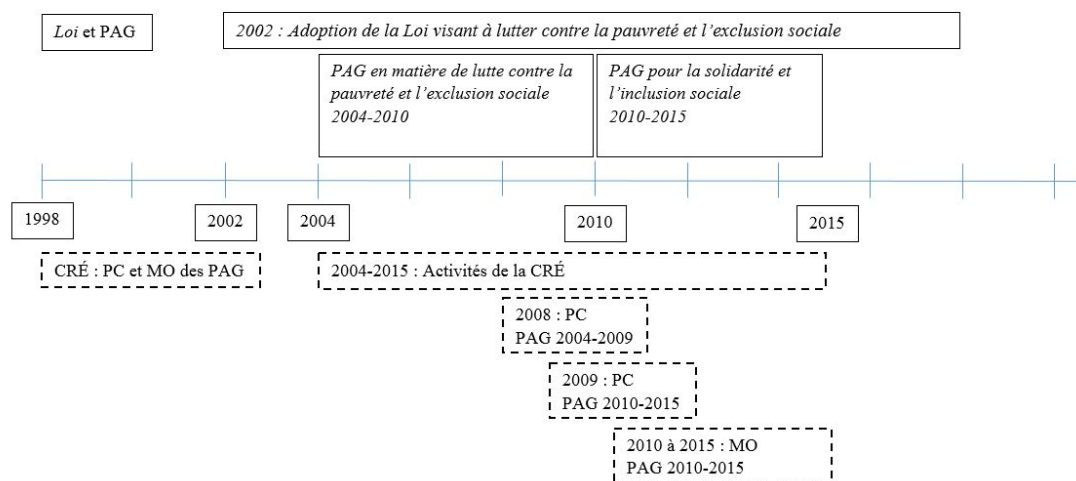 Loi et PAG
2002 : Adoption de la Loi visant à lutter contre la pauvreté et l’exclusion sociale
PAG en matière de lutte contre la
pauvreté et l’exclusion sociale
2004-2010
PAG pour la solidarité et
l’inclusion sociale
2010-2015
1998
2002
2004
2010
2015
CRÉ : PC et MO des PAG
2004-2015 : Activités de la CRÉ
2008 : PC
PAG 2004-2009
2009 : PC
PAG 2010-2015
2010 à 2015 : MO
PAG 2010-2015